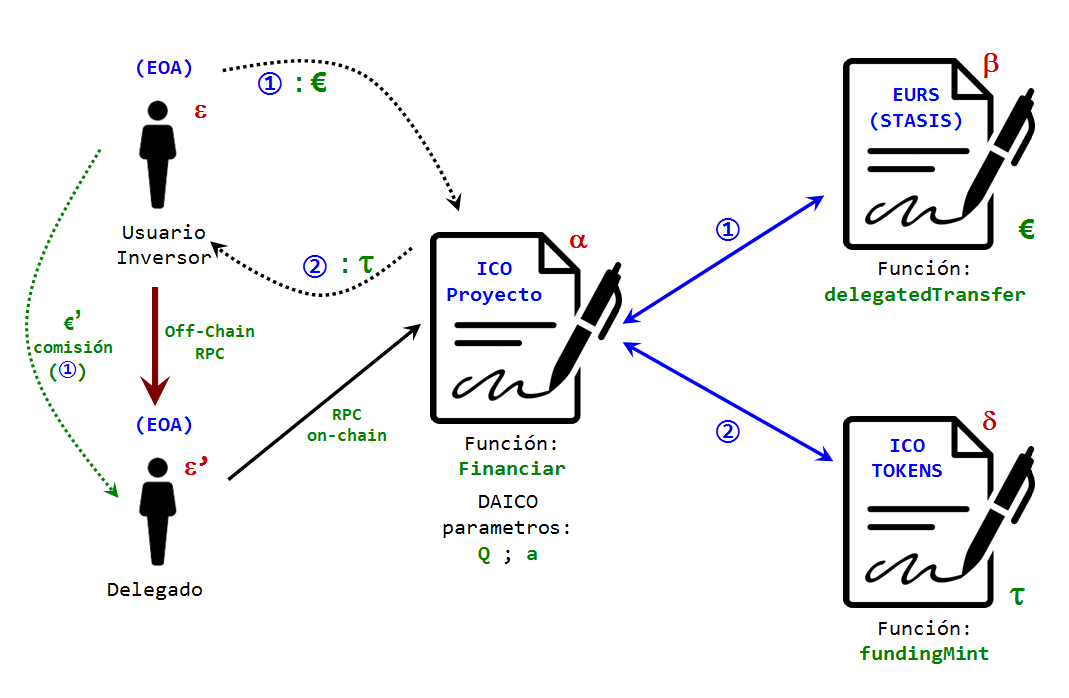 (EOA)
ε
① : €
Usuario
Inversor
② : τ
€’
comisión
(①)
Off-Chain
RPC
(EOA)
ε’
Delegado
RPC
on-chain
α
ICO
Proyecto
Función:
Financiar
DAICO
parametros:
Q ; a
①
②
β
EURS
(STASIS)
€
Función:
delegatedTransfer
δ
ICO
TOKENS
τ
Función:
fundingMint